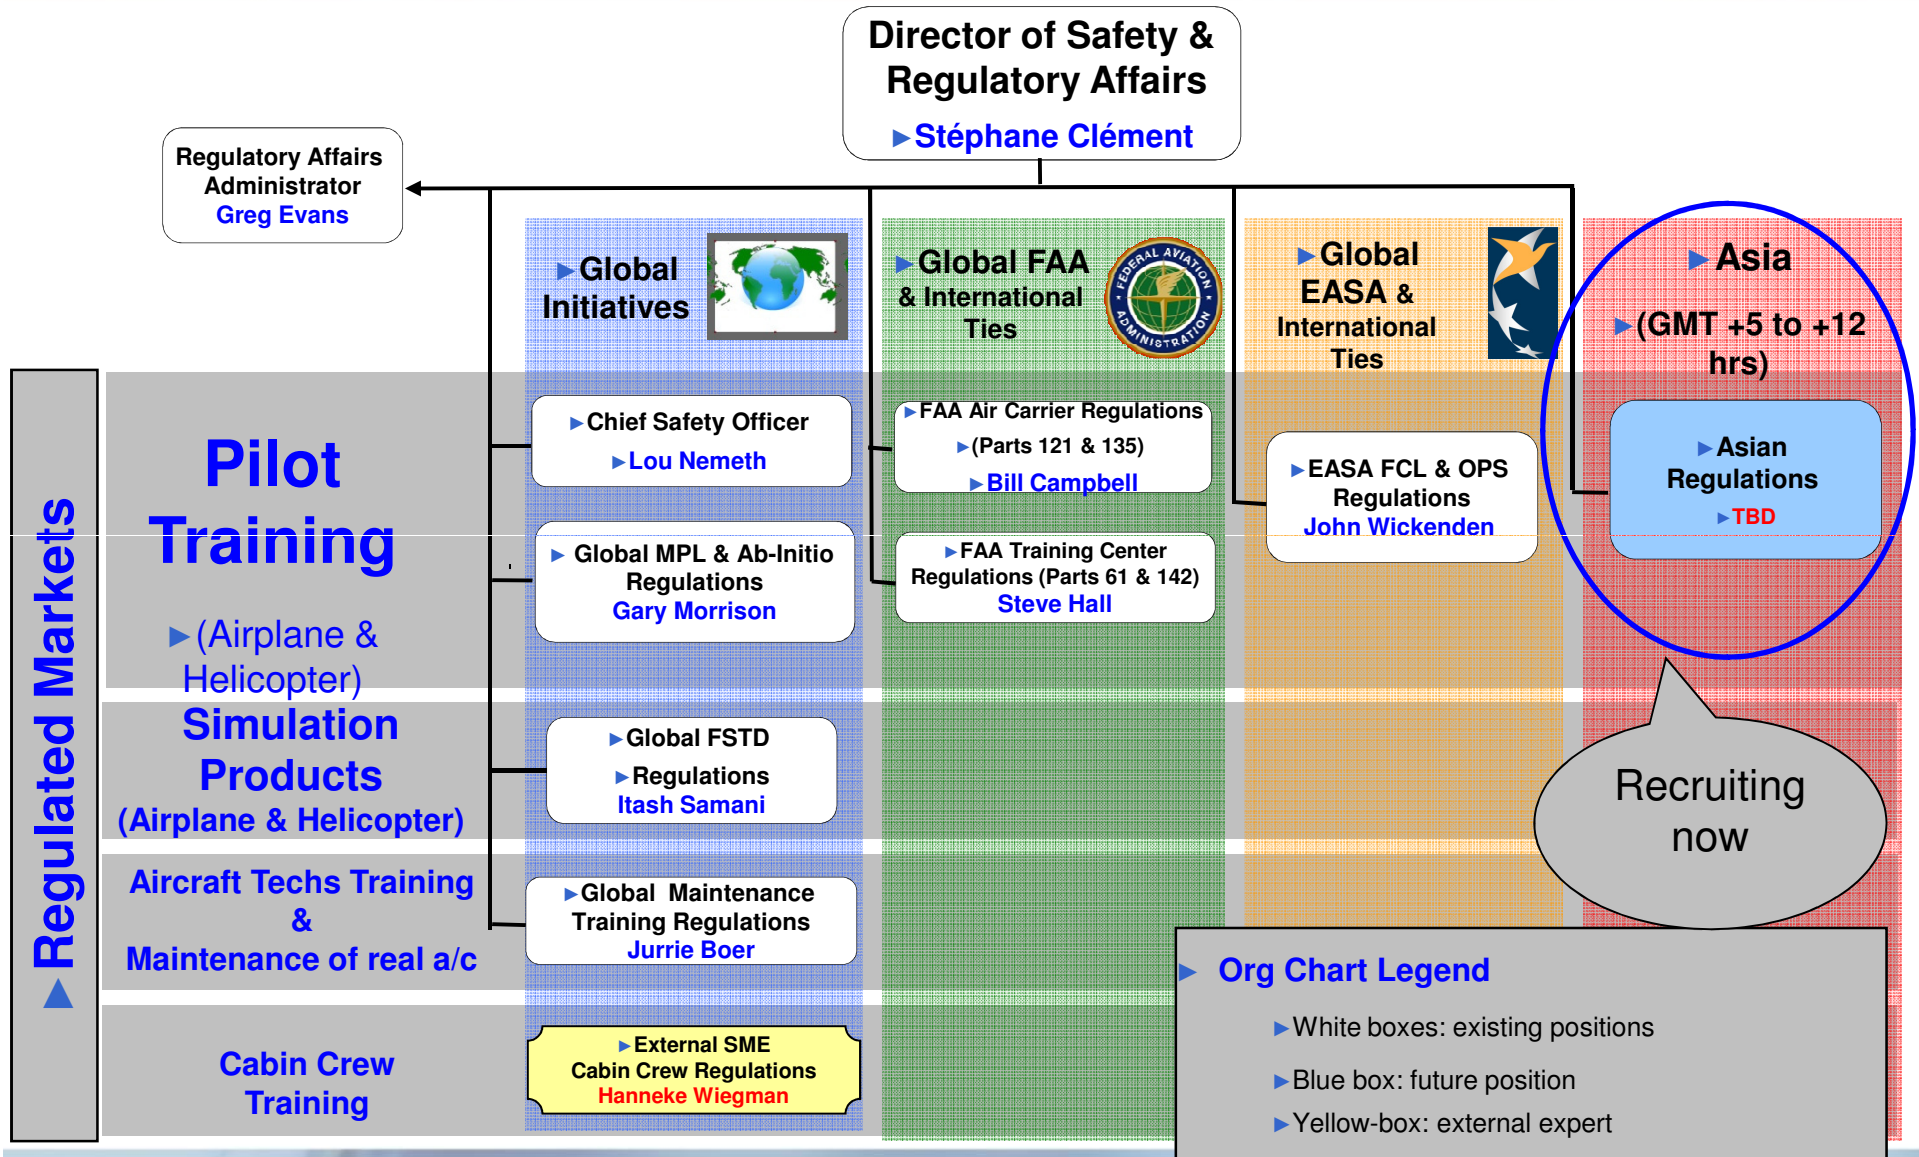 Director of Safety &
Regulatory Affairs
►Stéphane Clément
Regulatory Affairs
Administrator
Greg Evans
►Global
Initiatives
►Global FAA
& International
Ties
FEDERAL AVIATION
ADMINISTRATION
►Global
EASA &
International
Ties
►Asia
►(GMT +5 to +12
hrs)
►Regulated Markets
Pilot
Training
►(Airplane &
Helicopter)
►Chief Safety Officer
►Lou Nemeth
► Global MPL & Ab-Initio
Regulations
Gary Morrison
►FAA Air Carrier Regulations
►(Parts 121 & 135)
►Bill Campbell
►FAA Training Center
Regulations (Parts 61 & 142)
Steve Hall
►EASA FCL & OPS
Regulations
John Wickenden
►Asian
Regulations
►TBD
Simulation
Products
(Airplane & Helicopter)
►Global FSTD
►Regulations
Itash Samani
Recruiting
now
Aircraft Techs Training
&
Maintenance of real a/c
►Global  Maintenance
Training Regulations
Jurrie Boer
Cabin Crew
Training
►External SME
Cabin Crew Regulations
Hanneke Wiegman
► Org Chart Legend
►White boxes: existing positions
►Blue box: future position
►Yellow-box: external expert